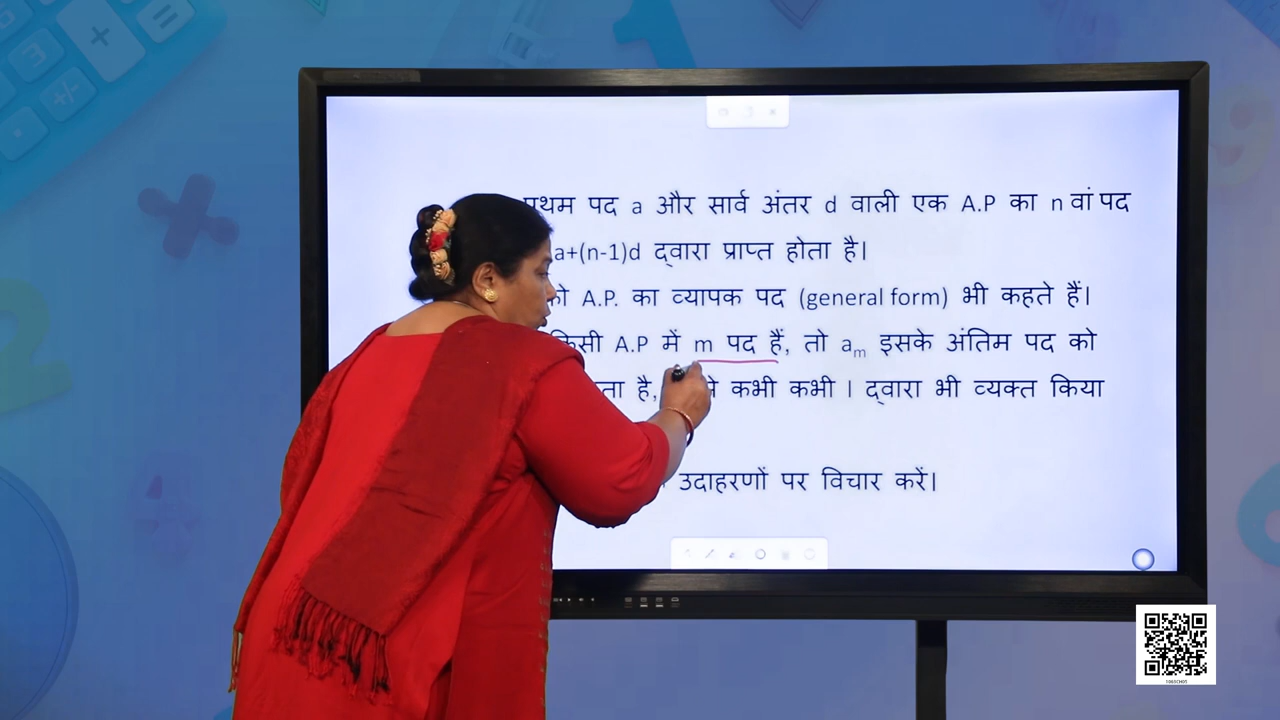 पद a और सार्व अंतर d वाली एक A.P का n वां पद
a+(n-1)d द्वारा प्राप्त होता है।
A.P. का व्यापक पद (general form) भी कहते हैं।
A.P में m पद हैं, तो aₘ इसके अंतिम पद को
है, कभी कभी l द्वारा भी व्यक्त किया
उदाहरणों पर विचार करें।